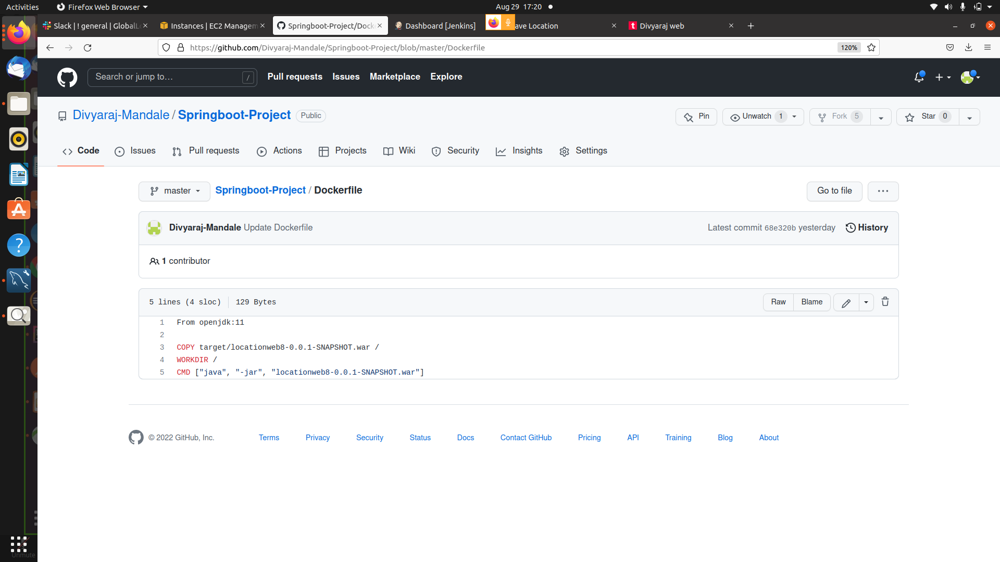 Activities Firefox Web Browser Aug 29 17:20
Slack | ! general | GlobalL Instances | EC2 Managem Springboot-Project/Dock Dashboard [Jenkins] ave Location Divyaraj web
https://github.com/Divyaraj-Mandale/Springboot-Project/blob/master/Dockerfile 120%
Search or jump to… / Pull requests Issues Marketplace Explore
Divyaraj-Mandale / Springboot-Project Public Pin Unwatch 1 Fork 5 Star 0
Code Issues Pull requests Actions Projects Wiki Security Insights Settings
master Springboot-Project / Dockerfile Go to file
Divyaraj-Mandale Update Dockerfile Latest commit 68e320b yesterday History
1 contributor
5 lines (4 sloc) 129 Bytes Raw Blame
1 From openjdk:11
2
3 COPY target/locationweb8-0.0.1-SNAPSHOT.war /
4 WORKDIR /
5 CMD ["java", "-jar", "locationweb8-0.0.1-SNAPSHOT.war"]
© 2022 GitHub, Inc. Terms Privacy Security Status Docs Contact GitHub Pricing API Training Blog About
Unmute